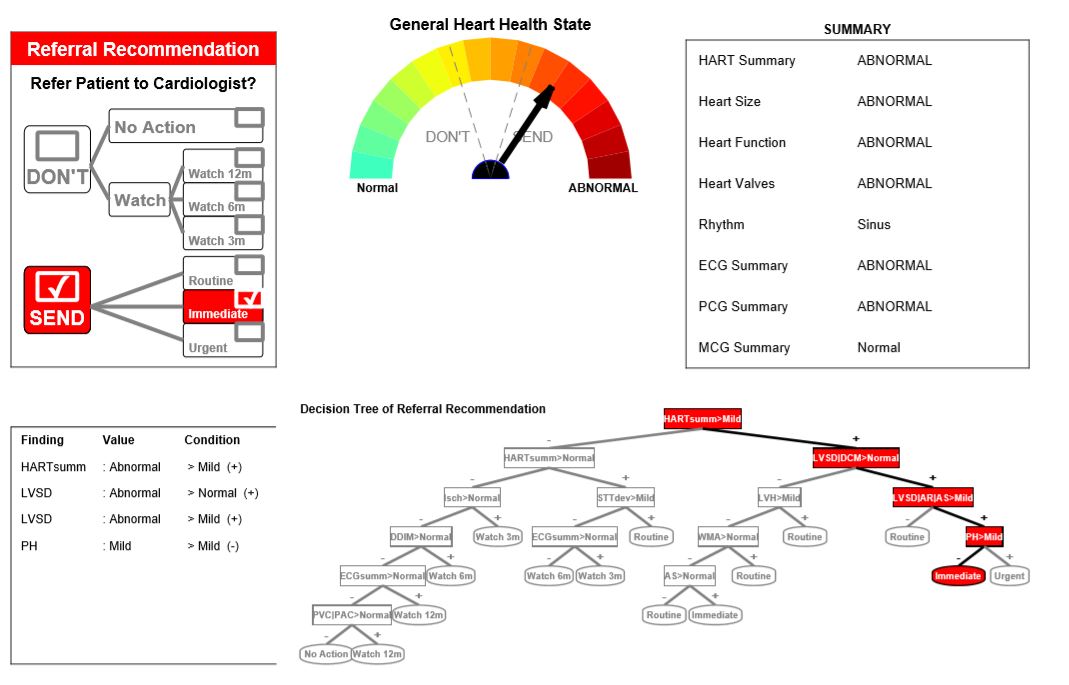 Referral Recommendation
Refer Patient to Cardiologist?
No Action
DON'T
Watch 12m
Watch
Watch 6m
Watch 3m
Routine
SEND
Immediate
Urgent
General Heart Health State
DON'T SEND
Normal ABNORMAL
SUMMARY
HART Summary ABNORMAL
Heart Size ABNORMAL
Heart Function ABNORMAL
Heart Valves ABNORMAL
Rhythm Sinus
ECG Summary ABNORMAL
PCG Summary ABNORMAL
MCG Summary Normal
Finding Value Condition
HARTsumm : Abnormal > Mild (+)
LVSD : Abnormal > Normal (+)
LVSD : Abnormal > Mild (+)
PH : Mild > Mild (-)
Decision Tree of Referral Recommendation
HARTsumm>Mild
- +
HARTsumm>Normal LVSD|DCM>Normal
- + - +
Isch>Normal STTdev>Mild LVH>Mild LVSD|AR|AS>Mild
- + - + - + - +
DDIM>Normal Watch 3m ECGsumm>Normal Routine WMA>Normal Routine Routine PH>Mild
- + - + - + - +
ECGsumm>Normal Watch 6m Watch 6m Watch 3m AS>Normal Routine Immediate Urgent
- + - +
PVC|PAC>Normal Watch 12m Routine Immediate
- +
No Action Watch 12m